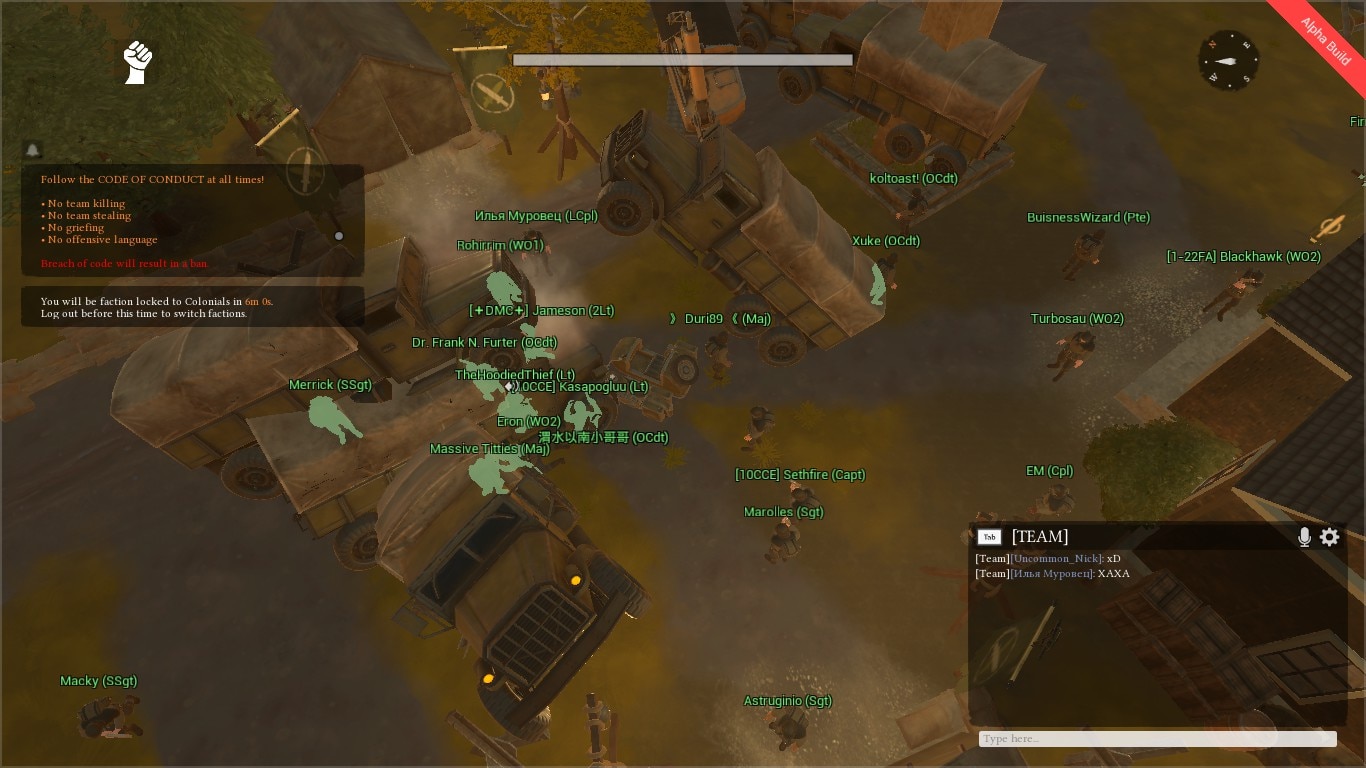 Alpha Build
N
W
S
Fir
Follow the CODE OF CONDUCT at all times!
• No team killing
• No team stealing
• No griefing
• No offensive language
Breach of code will result in a ban.
You will be faction locked to Colonials in 6m 0s.
Log out before this time to switch factions.
koltoast! (OCdt)
Илья Муровец (LCpl)
BuisnessWizard (Pte)
Rohirrim (WO1)
Xuke (OCdt)
[1-22FA] Blackhawk (WO2)
[✦DMC✦] Jameson (2Lt)
》 Duri89 《 (Maj)
Turbosau (WO2)
Dr. Frank N. Furter (OCdt)
TheHoodiedThief (Lt)
Merrick (SSgt)
0CCE] Kasapogluu (Lt)
Eron (WO2)
渭水以南小哥哥 (OCdt)
Massive Titties (Maj)
[10CCE] Sethfire (Capt)
EM (Cpl)
Marolles (Sgt)
Macky (SSgt)
Astruginio (Sgt)
Tab [TEAM]
[Team][Uncommon_Nick]: xD
[Team][Илья Муровец]: ХАХА
Type here...